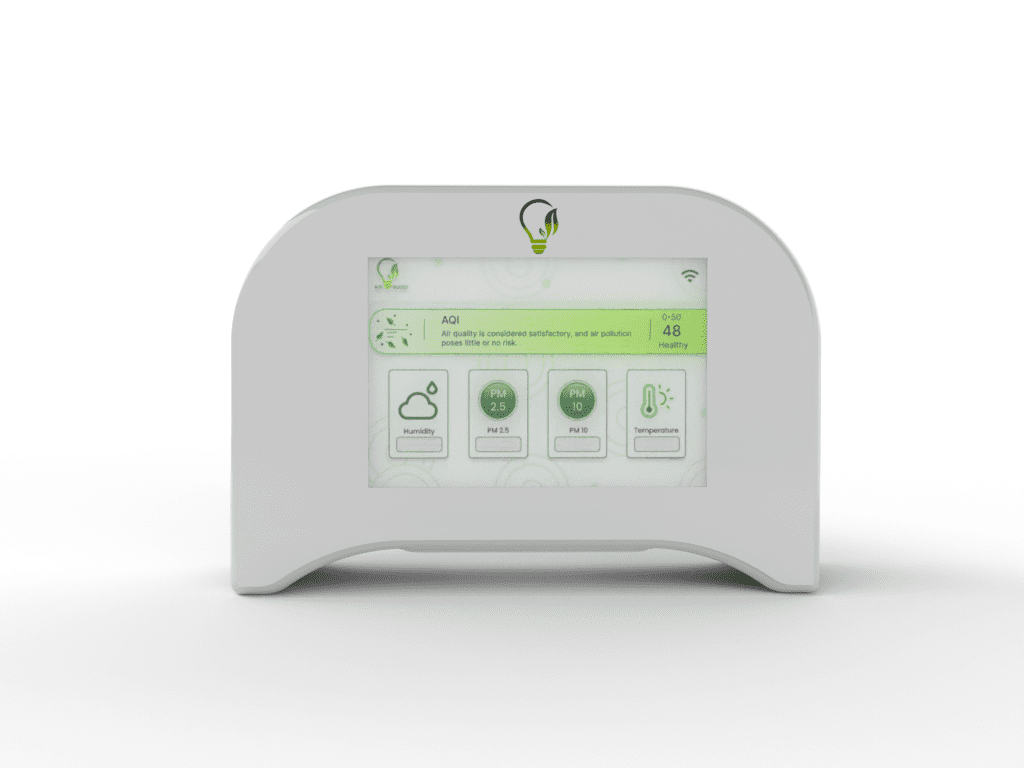 AQI
Air quality is considered satisfactory, and air pollution
poses little or no risk.
0-50
48
Healthy
PM
2.5
PM
10
Humidity
PM 2.5
PM 10
Temperature